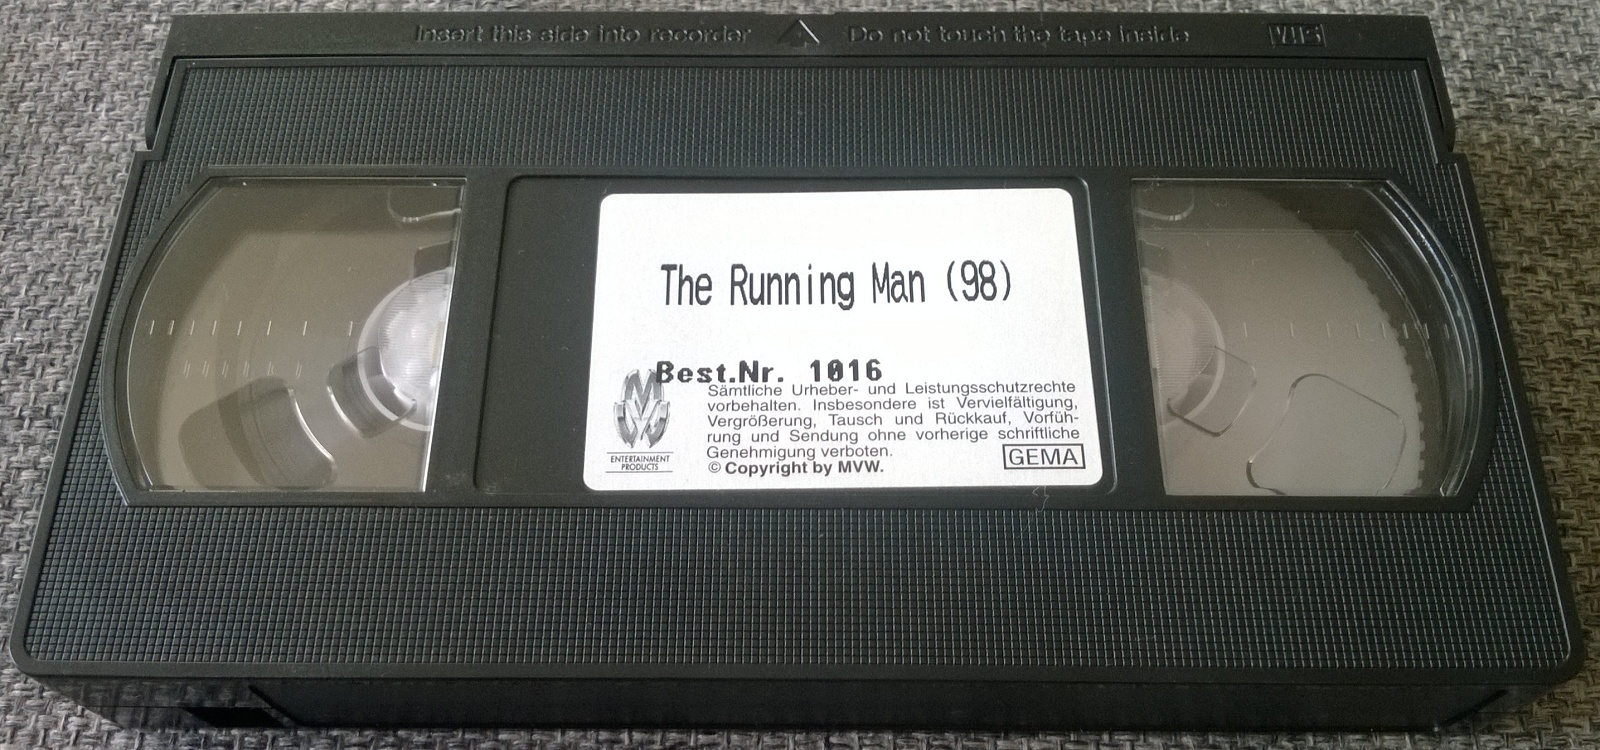 Insert this side into recorder Do not touch the tape inside VHS
The Running Man (98)
Best.Nr. 1016
Sämtliche Urheber- und Leistungsschutzrechte
vorbehalten. Insbesondere ist Vervielfältigung,
Vergrößerung, Tausch und Rückkauf, Vorfüh-
rung und Sendung ohne vorherige schriftliche
Genehmigung verboten.
© Copyright by MVW.
MVW
ENTERTAINMENT
PRODUCTS
GEMA